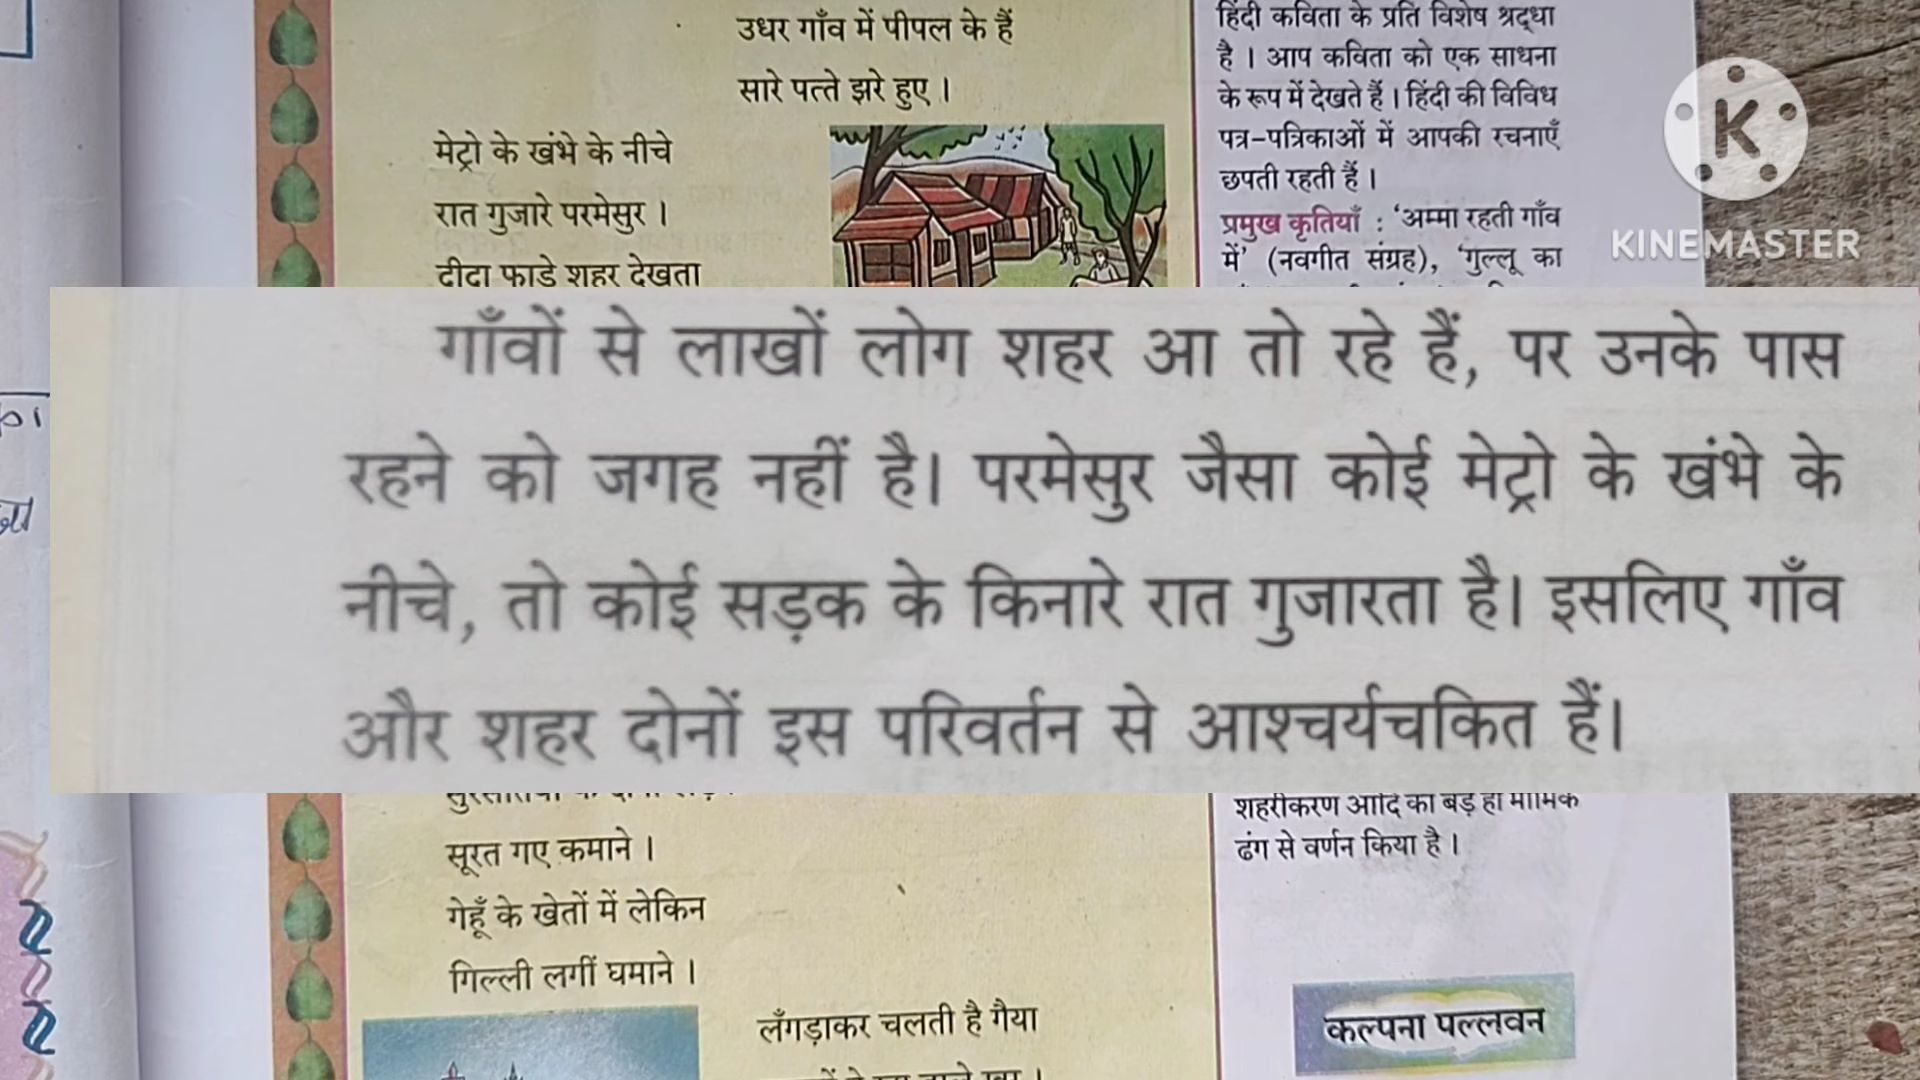 उधर गाँव में पीपल के हैं
सारे पत्ते झरे हुए ।
मेट्रो के खंभे के नीचे
रात गुजारे परमेसुर ।
दीदा फाड़े शहर देखता
गाँवों से लाखों लोग शहर आ तो रहे हैं, पर उनके पास
रहने को जगह नहीं है। परमेसुर जैसा कोई मेट्रो के खंभे के
नीचे, तो कोई सड़क के किनारे रात गुजारता है। इसलिए गाँव
और शहर दोनों इस परिवर्तन से आश्चर्यचकित हैं।
सूरत गए कमाने ।
गेहूँ के खेतों में लेकिन
गिल्ली लगीं घमाने ।
लँगड़ाकर चलती है गैया
हिंदी कविता के प्रति विशेष श्रद्धा
है । आप कविता को एक साधना
के रूप में देखते हैं । हिंदी की विविध
पत्र-पत्रिकाओं में आपकी रचनाएँ
छपती रहती हैं ।
प्रमुख कृतियाँ : ‘अम्मा रहती गाँव
में’ (नवगीत संग्रह), ‘गुल्लू का
शहरीकरण आदि का बड़े ही मार्मिक
ढंग से वर्णन किया है ।
कल्पना पल्लवन
K
KINEMASTER